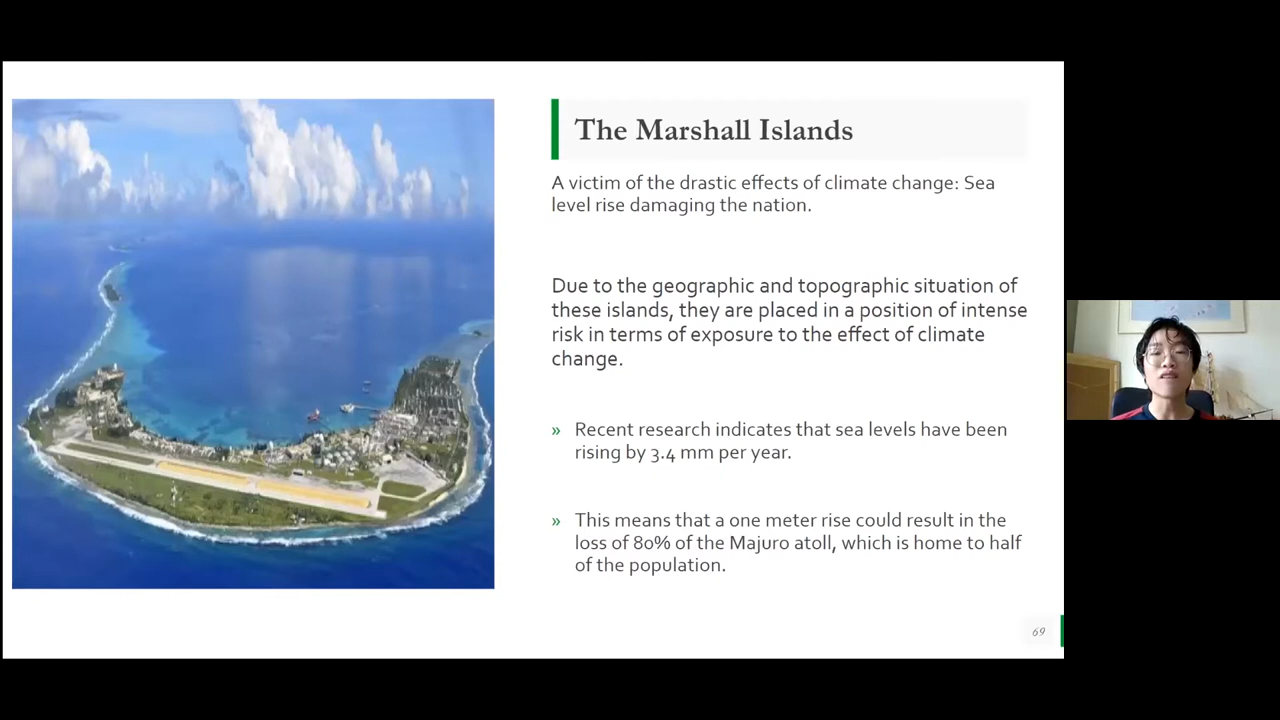 The Marshall Islands
A victim of the drastic effects of climate change: Sea
level rise damaging the nation.
Due to the geographic and topographic situation of
these islands, they are placed in a position of intense
risk in terms of exposure to the effect of climate
change.
» Recent research indicates that sea levels have been
rising by 3.4 mm per year.
» This means that a one meter rise could result in the
loss of 80% of the Majuro atoll, which is home to half
of the population.
69